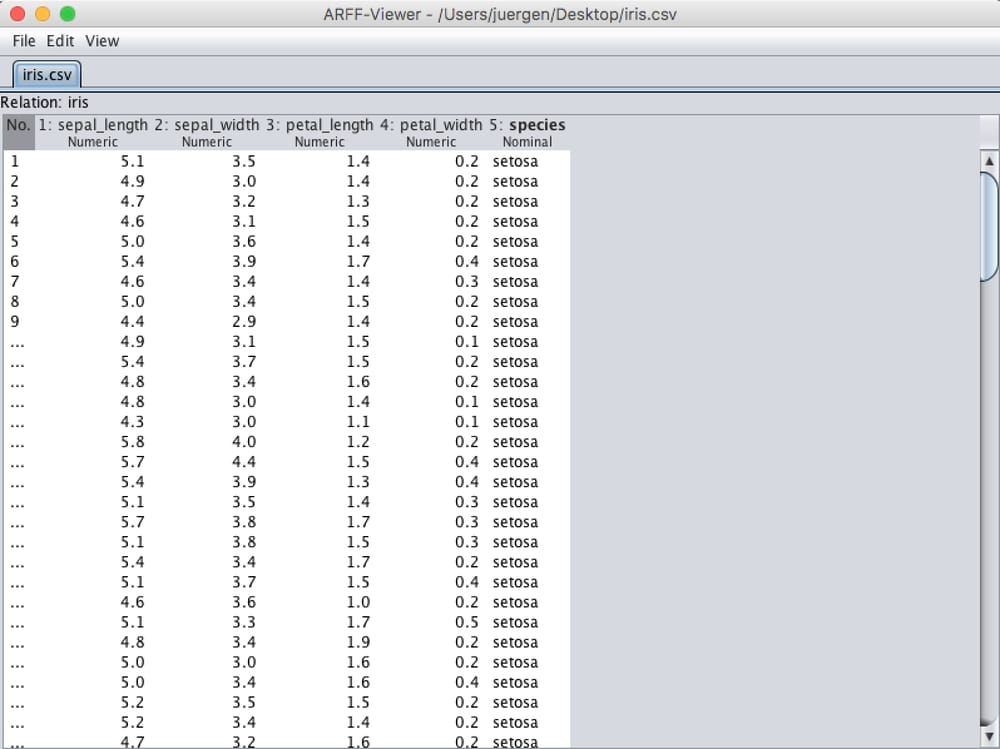 ARFF-Viewer - /Users/juergen/Desktop/iris.csv
File Edit View
iris.csv
Relation: iris
No. 1: sepal_length 2: sepal_width 3: petal_length 4: petal_width 5: species
Numeric Numeric Numeric Numeric Nominal
1 5.1 3.5 1.4 0.2 setosa
2 4.9 3.0 1.4 0.2 setosa
3 4.7 3.2 1.3 0.2 setosa
4 4.6 3.1 1.5 0.2 setosa
5 5.0 3.6 1.4 0.2 setosa
6 5.4 3.9 1.7 0.4 setosa
7 4.6 3.4 1.4 0.3 setosa
8 5.0 3.4 1.5 0.2 setosa
9 4.4 2.9 1.4 0.2 setosa
... 4.9 3.1 1.5 0.1 setosa
... 5.4 3.7 1.5 0.2 setosa
... 4.8 3.4 1.6 0.2 setosa
... 4.8 3.0 1.4 0.1 setosa
... 4.3 3.0 1.1 0.1 setosa
... 5.8 4.0 1.2 0.2 setosa
... 5.7 4.4 1.5 0.4 setosa
... 5.4 3.9 1.3 0.4 setosa
... 5.1 3.5 1.4 0.3 setosa
... 5.7 3.8 1.7 0.3 setosa
... 5.1 3.8 1.5 0.3 setosa
... 5.4 3.4 1.7 0.2 setosa
... 5.1 3.7 1.5 0.4 setosa
... 4.6 3.6 1.0 0.2 setosa
... 5.1 3.3 1.7 0.5 setosa
... 4.8 3.4 1.9 0.2 setosa
... 5.0 3.0 1.6 0.2 setosa
... 5.0 3.4 1.6 0.4 setosa
... 5.2 3.5 1.5 0.2 setosa
... 5.2 3.4 1.4 0.2 setosa
... 4.7 3.2 1.6 0.2 setosa